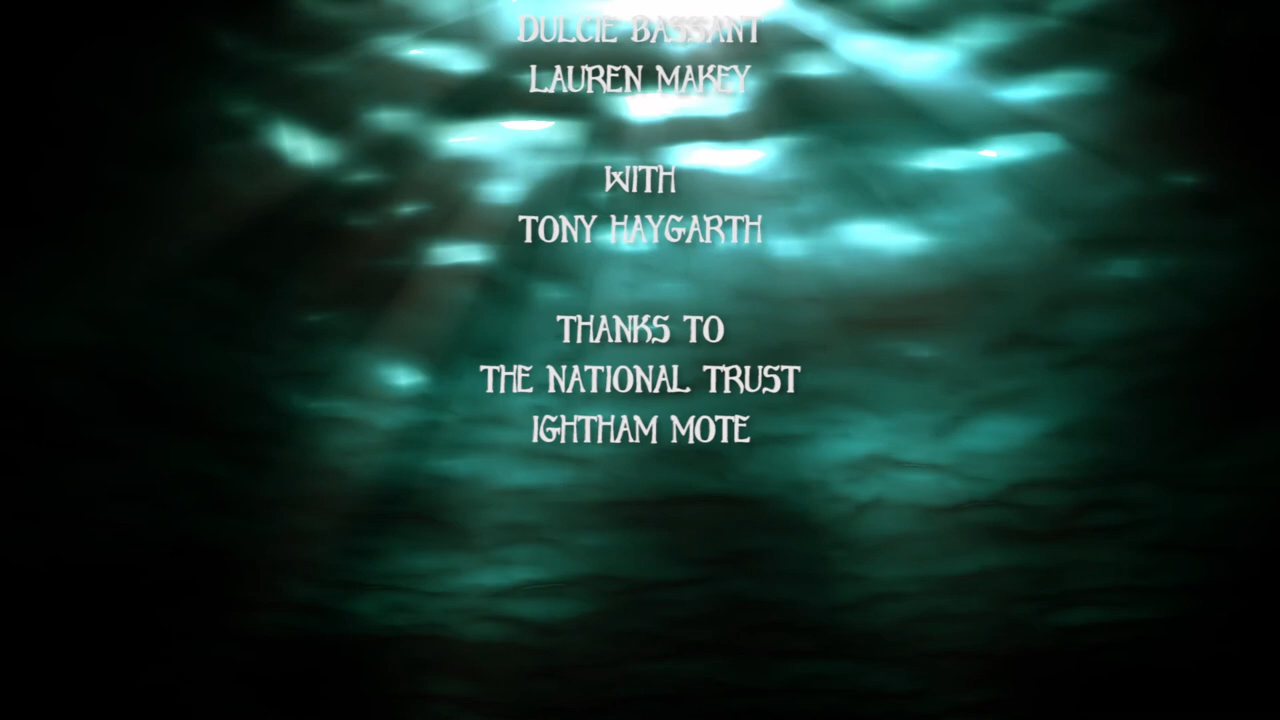 DULCIE BASSANT
LAUREN MAKEY
WITH
TONY HAYGARTH
THANKS TO
THE NATIONAL TRUST
IGHTHAM MOTE